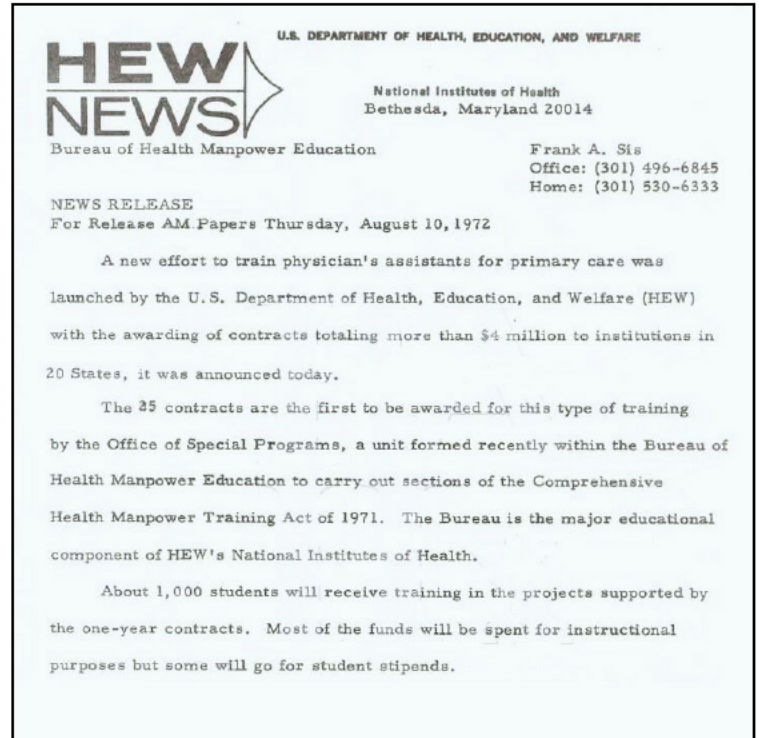 U.S. DEPARTMENT OF HEALTH, EDUCATION, AND WELFARE
HEW
NEWS
National Institutes of Health
Bethesda, Maryland 20014
Bureau of Health Manpower Education
Frank A. Sis
Office: (301) 496-6845
Home: (301) 530-6333
NEWS RELEASE
For Release AM Papers Thursday, August 10, 1972
A new effort to train physician's assistants for primary care was
launched by the U.S. Department of Health, Education, and Welfare (HEW)
with the awarding of contracts totaling more than $4 million to institutions in
20 States, it was announced today.
The 25 contracts are the first to be awarded for this type of training
by the Office of Special Programs, a unit formed recently within the Bureau of
Health Manpower Education to carry out sections of the Comprehensive
Health Manpower Training Act of 1971. The Bureau is the major educational
component of HEW's National Institutes of Health.
About 1,000 students will receive training in the projects supported by
the one-year contracts. Most of the funds will be spent for instructional
purposes but some will go for student stipends.